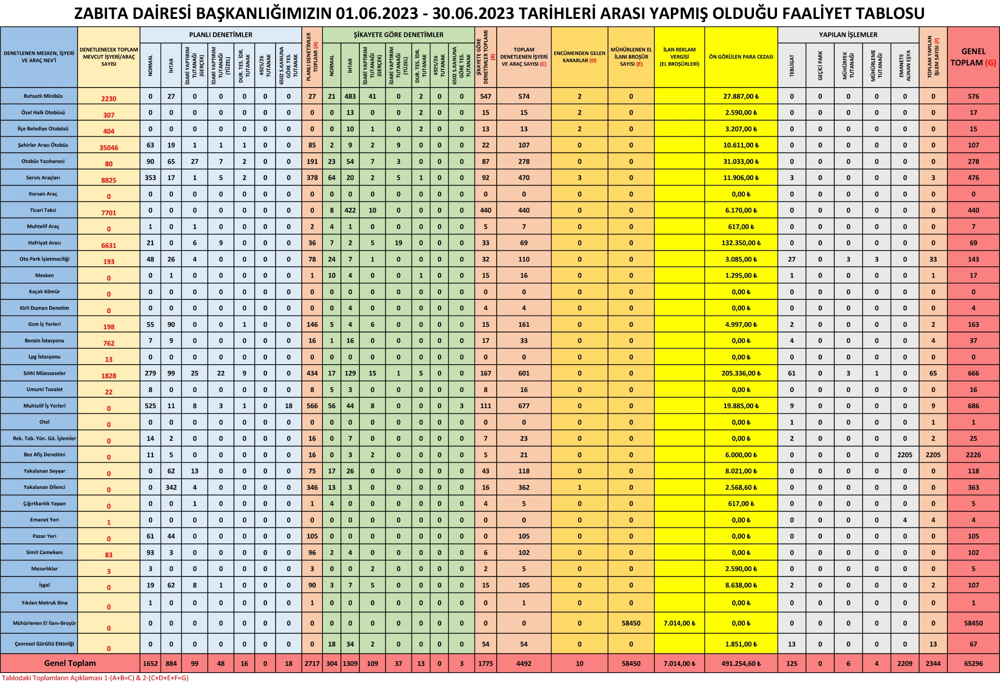 ZABITA DAİRESİ BAŞKANLIĞIMIZIN 01.06.2023 - 30.06.2023 TARİHLERİ ARASI YAPMIŞ OLDUĞU FAALİYET TABLOSU
DENETLENEN MESKEN, İŞYERİ VE ARAÇ NEV'İ
DENETLENECEK TOPLAM MEVCUT İŞYERİ/ARAÇ SAYISI
PLANLI DENETİMLER
NORMAL
İHTAR
İDARİ YAPTIRIM TUTANAĞI (GERÇEK)
İDARİ YAPTIRIM TUTANAĞI (TÜZEL)
DUR. TES. İDR. TUTANAK
4925/26 TUTANAK
6502 S.KANUNA GÖRE TES. TUTANAK
PLANLI DENETİMLER TOPLAMI (A)
ŞİKAYETE GÖRE DENETİMLER
NORMAL
İHTAR
İDARİ YAPTIRIM TUTANAĞI (GERÇEK)
İDARİ YAPTIRIM TUTANAĞI (TÜZEL)
DUR. TES. İDR. TUTANAK
4925/26 TUTANAK
6502 S.KANUNA GÖRE TES. TUTANAK
ŞİKAYETE GÖRE DENETİMLER TOPLAMI (B)
TOPLAM DENETLENEN İŞYERİ VE ARAÇ SAYISI (C)
ENCÜMENDEN GELEN KARARLAR (D)
MÜHÜRLENEN EL İLANI BROŞÜR SAYISI (E)
İLAN REKLAM VERGİSİ (EL BROŞÜRLERİ)
ÖN GÖRÜLEN PARA CEZASI
YAPILAN İŞLEMLER
TEBLİGAT
GEÇİCİ PARK
MÜHÜRFEK TUTANAĞI
MÜHÜRLEME TUTANAĞI
EMANETE ALINAN EŞYA
TOPLAM YAPILAN İŞLEM SAYISI (F)
GENEL TOPLAM (G)
Ruhsatlı Minibüs 2230 0 27 0 0 0 0 0 27 21 483 41 0 2 0 0 547 574 2 0 27.887,00 ₺ 0 0 0 0 0 0 576
Özel Halk Otobüsü 307 0 0 0 0 0 0 0 0 0 13 0 0 2 0 0 15 15 2 0 2.590,00 ₺ 0 0 0 0 0 0 17
İlçe Belediye Otobüsü 404 0 0 0 0 0 0 0 0 0 10 1 0 2 0 0 13 13 2 0 3.207,00 ₺ 0 0 0 0 0 0 15
Şehirler Arası Ötobüs 35046 63 19 1 1 1 0 0 85 2 9 2 9 0 0 0 22 107 0 0 10.611,00 ₺ 0 0 0 0 0 0 107
Otobüs Yazıhanesi 80 90 65 27 7 2 0 0 191 23 54 7 3 0 0 0 87 278 0 0 31.033,00 ₺ 0 0 0 0 0 0 278
Servis Araçları 8825 353 17 1 5 2 0 0 378 64 20 2 5 1 0 0 92 470 3 0 11.906,00 ₺ 3 0 0 0 0 3 476
Korsan Araç 0 0 0 0 0 0 0 0 0 0 0 0 0 0 0 0 0 0 0 0 0,00 ₺ 0 0 0 0 0 0 0
Ticari Taksi 7701 0 0 0 0 0 0 0 0 8 422 10 0 0 0 0 440 440 0 0 6.170,00 ₺ 0 0 0 0 0 0 440
Muhtelif Araç 0 1 0 1 0 0 0 0 2 4 1 0 0 0 0 0 5 7 0 0 617,00 ₺ 0 0 0 0 0 0 7
Hafriyat Aracı 6631 21 0 6 9 0 0 0 36 7 2 5 19 0 0 0 33 69 0 0 132.350,00 ₺ 0 0 0 0 0 0 69
Oto Park İşletmeciliği 193 48 26 4 0 0 0 0 78 24 7 1 0 0 0 0 32 110 0 0 3.085,00 ₺ 27 0 3 3 0 33 143
Mesken 0 0 1 0 0 0 0 0 1 10 4 0 0 1 0 0 15 16 0 0 1.295,00 ₺ 1 0 0 0 0 1 17
Kaçak Kömür 0 0 0 0 0 0 0 0 0 0 0 0 0 0 0 0 0 0 0 0 0,00 ₺ 0 0 0 0 0 0 0
Kirli Duman Denetim 0 0 0 0 0 0 0 0 0 0 4 0 0 0 0 0 4 4 0 0 0,00 ₺ 0 0 0 0 0 0 4
Gsm İş Yerleri 198 55 90 0 0 1 0 0 146 5 4 6 0 0 0 0 15 161 0 0 4.997,00 ₺ 2 0 0 0 0 2 163
Benzin İstasyonu 762 7 9 0 0 0 0 0 16 1 16 0 0 0 0 0 17 33 0 0 0,00 ₺ 4 0 0 0 0 4 37
Lpg İstasyonu 13 0 0 0 0 0 0 0 0 0 0 0 0 0 0 0 0 0 0 0 0,00 ₺ 0 0 0 0 0 0 0
Sıhhi Müesseseler 1828 279 99 25 22 9 0 0 434 17 129 15 1 5 0 0 167 601 0 0 205.336,00 ₺ 61 0 3 1 0 65 666
Umumi Tuvalet 22 8 0 0 0 0 0 0 8 5 3 0 0 0 0 0 8 16 0 0 0,00 ₺ 0 0 0 0 0 0 16
Muhtelif İş Yerleri 0 525 11 8 3 1 0 18 566 56 44 8 0 0 0 3 111 677 0 0 19.885,00 ₺ 9 0 0 0 0 9 686
Otel 0 0 0 0 0 0 0 0 0 0 0 0 0 0 0 0 0 0 0 0 0,00 ₺ 1 0 0 0 0 1 1
Rek. Tab. Yön. Gö. İşlemler 0 14 2 0 0 0 0 0 16 0 7 0 0 0 0 0 7 23 0 0 0,00 ₺ 2 0 0 0 0 2 25
Bez Afiş Denetimi 0 11 5 0 0 0 0 0 16 0 3 2 0 0 0 0 5 21 0 0 6.000,00 ₺ 0 0 0 0 2205 2205 2226
Yakalanan Seyyar 0 0 62 13 0 0 0 0 75 17 26 0 0 0 0 0 43 118 0 0 8.021,00 ₺ 0 0 0 0 0 0 118
Yakalanan Dilenci 0 0 342 4 0 0 0 0 346 13 3 0 0 0 0 0 16 362 1 0 2.568,60 ₺ 0 0 0 0 0 0 363
Çığırtkanlık Yapan 0 0 0 1 0 0 0 0 1 4 0 0 0 0 0 0 4 5 0 0 617,00 ₺ 0 0 0 0 0 0 5
Emanet Yeri 1 0 0 0 0 0 0 0 0 0 0 0 0 0 0 0 0 0 0 0 0,00 ₺ 0 0 0 0 4 4 4
Pazar Yeri 0 61 44 0 0 0 0 0 105 0 0 0 0 0 0 0 0 105 0 0 0,00 ₺ 0 0 0 0 0 0 105
Simit Camekanı 83 93 3 0 0 0 0 0 96 2 4 0 0 0 0 0 6 102 0 0 0,00 ₺ 0 0 0 0 0 0 102
Mezarlıklar 3 3 0 0 0 0 0 0 3 0 0 2 0 0 0 0 2 5 0 0 2.590,00 ₺ 0 0 0 0 0 0 5
İşgal 0 19 62 8 1 0 0 0 90 3 7 5 0 0 0 0 15 105 0 0 8.638,00 ₺ 2 0 0 0 0 2 107
Yıkılan Metruk Bina 0 1 0 0 0 0 0 0 1 0 0 0 0 0 0 0 0 1 0 0 0,00 ₺ 0 0 0 0 0 0 1
Mühürlenen El İlanı-Broşür 0 0 0 0 0 0 0 0 0 0 0 0 0 0 0 0 0 0 0 58450 7.014,00 ₺ 0,00 ₺ 0 0 0 0 0 0 58450
Çevresel Gürültü Etkinliği 0 0 0 0 0 0 0 0 0 18 34 2 0 0 0 0 54 54 0 0 1.851,00 ₺ 13 0 0 0 0 13 67
Genel Toplam 1652 884 99 48 16 0 18 2717 304 1309 109 37 13 0 3 1775 4492 10 58450 7.014,00 ₺ 491.254,60 ₺ 125 0 6 4 2209 2344 65296
Tablodaki Toplamların Açıklaması 1-(A+B=C) & 2-(C+D+E+F=G)